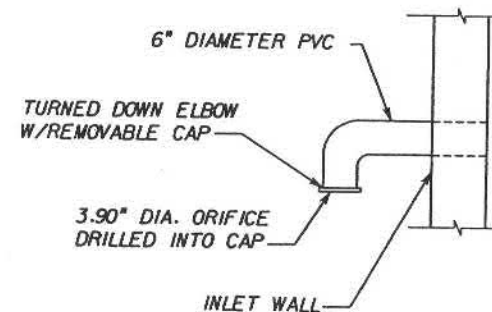 6" DIAMETER PVC
TURNED DOWN ELBOW
W/REMOVABLE CAP
3.90" DIA. ORIFICE
DRILLED INTO CAP
INLET WALL